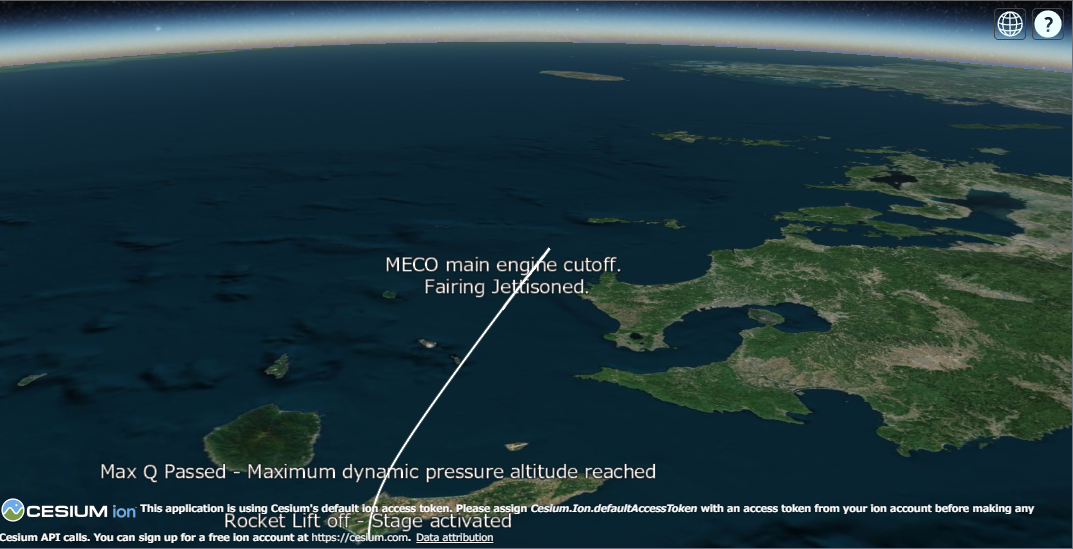 ?
MECO main engine cutoff.
Fairing Jettisoned.
Max Q Passed - Maximum dynamic pressure altitude reached
CESIUM ion This application is using Cesium's default ion access token. Please assign Cesium.Ion.defaultAccessToken with an access token from your ion account before making any
Rocket Lift off - Stage activated
Cesium API calls. You can sign up for a free ion account at https://cesium.com. Data attribution